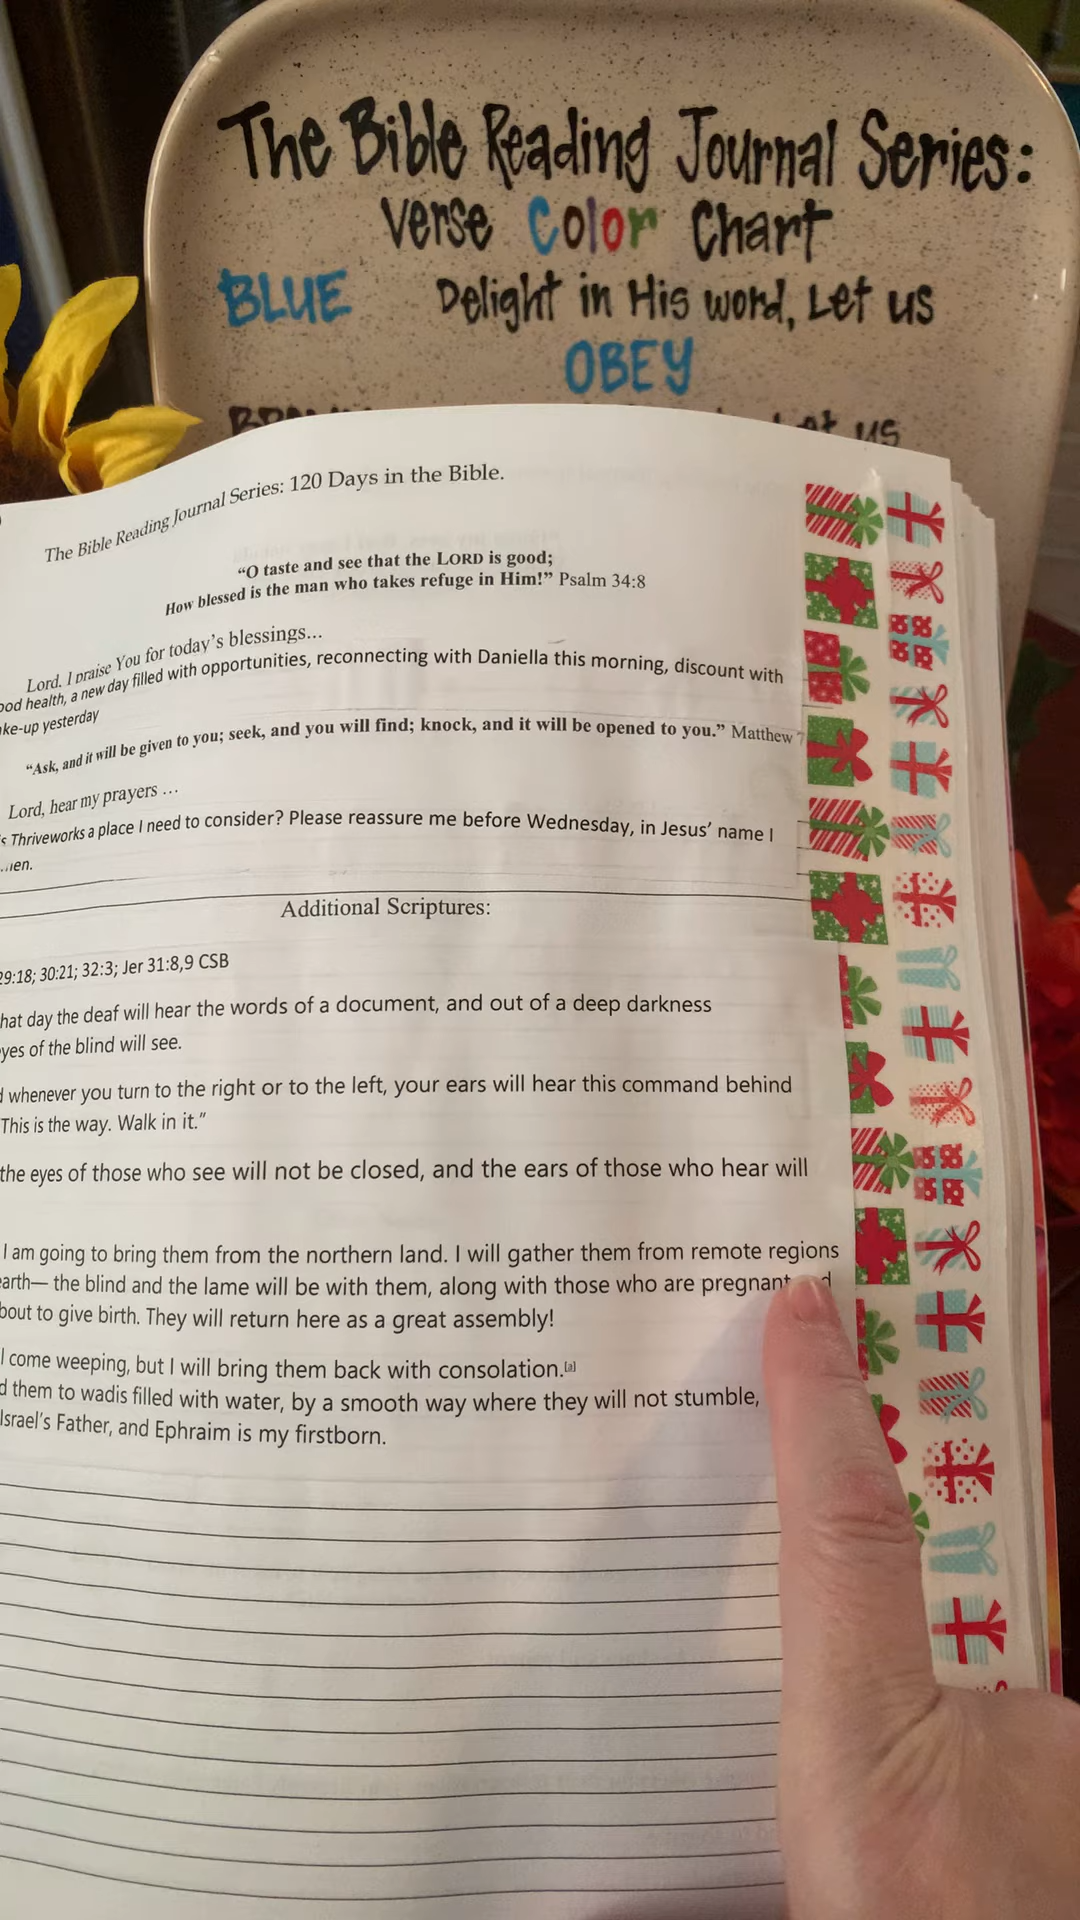 The Bible Reading Journal Series:
Verse Color Chart
BLUE Delight in His word, Let us
OBEY
us
The Bible Reading Journal Series: 120 Days in the Bible.
“O taste and see that the LORD is good;
How blessed is the man who takes refuge in Him!” Psalm 34:8
Lord, I praise You for today’s blessings...
ood health, a new day filled with opportunities, reconnecting with Daniella this morning, discount with
ke-up yesterday
“Ask, and it will be given to you; seek, and you will find; knock, and it will be opened to you.” Matthew 7
Lord, hear my prayers ...
s Thriveworks a place I need to consider? Please reassure me before Wednesday, in Jesus’ name I
Additional Scriptures:
29:18; 30:21; 32:3; Jer 31:8,9 CSB
hat day the deaf will hear the words of a document, and out of a deep darkness
yes of the blind will see.
d whenever you turn to the right or to the left, your ears will hear this command behind
This is the way. Walk in it.”
the eyes of those who see will not be closed, and the ears of those who hear will
I am going to bring them from the northern land. I will gather them from remote regions
earth— the blind and the lame will be with them, along with those who are pregnant
bout to give birth. They will return here as a great assembly!
l come weeping, but I will bring them back with consolation.[a]
d them to wadis filled with water, by a smooth way where they will not stumble,
Israel’s Father, and Ephraim is my firstborn.